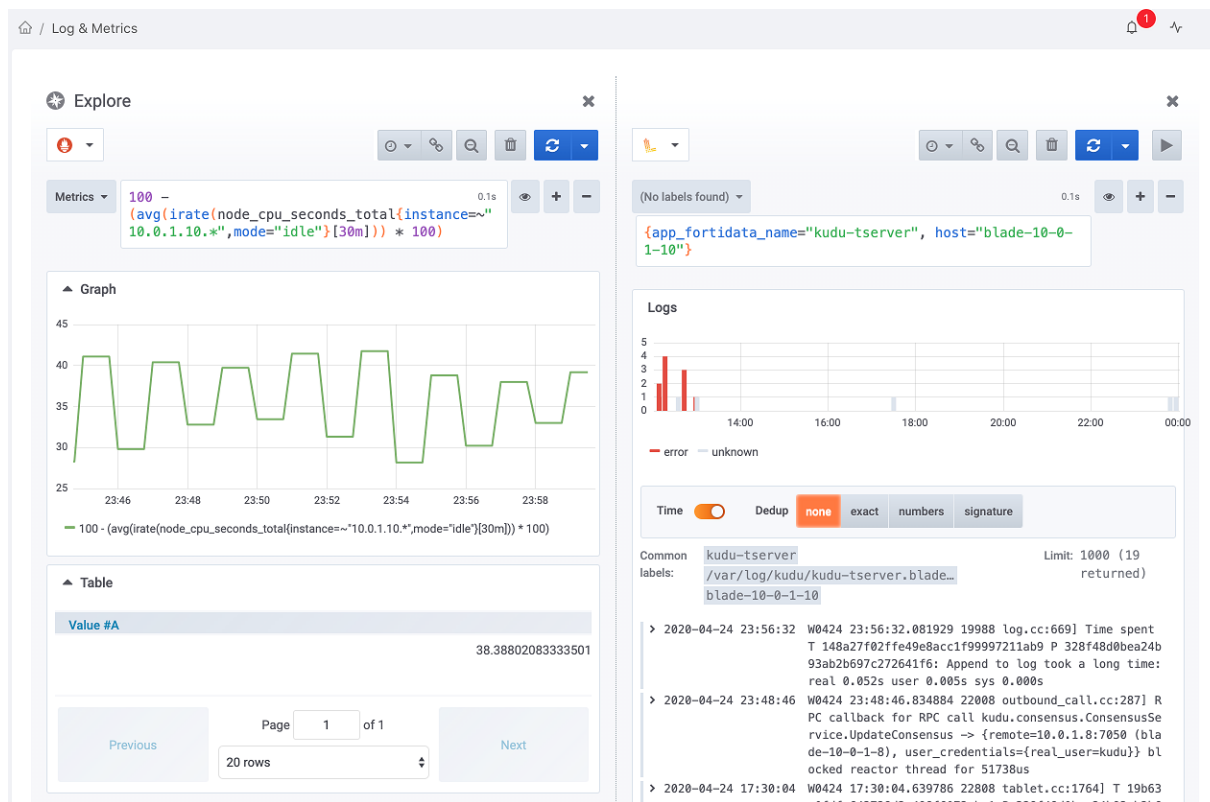 / Log & Metrics
1
Explore
Metrics
100 –
(avg(irate(node_cpu_seconds_total{instance=~"
10.0.1.10.*",mode="idle"}[30m])) * 100)
0.1s
Graph
45
40
35
30
25
23:46 23:48 23:50 23:52 23:54 23:56 23:58
100 - (avg(irate(node_cpu_seconds_total{instance=~"10.0.1.10.*",mode="idle"}[30m])) * 100)
Table
Value #A
38.38802083333501
Previous
Page 1 of 1
20 rows
Next
(No labels found)
0.1s
{app_fortidata_name="kudu-tserver", host="blade-10-0-
1-10"}
Logs
5
4
3
2
1
0
14:00 16:00 18:00 20:00 22:00 00:00
error unknown
Time Dedup none exact numbers signature
Common
labels:
kudu-tserver
/var/log/kudu/kudu-tserver.blade…
blade-10-0-1-10
Limit: 1000 (19
returned)
2020-04-24 23:56:32 W0424 23:56:32.081929 19988 log.cc:669] Time spent
T 148a27f02ffe49e8acc1f99997211ab9 P 328f48d0bea24b
93ab2b697c272641f6: Append to log took a long time:
real 0.052s user 0.005s sys 0.000s
2020-04-24 23:48:46 W0424 23:48:46.834884 22008 outbound_call.cc:287] R
PC callback for RPC call kudu.consensus.ConsensusSe
rvice.UpdateConsensus -> {remote=10.0.1.8:7050 (bla
de-10-0-1-8), user_credentials={real_user=kudu}} bl
ocked reactor thread for 51738us
2020-04-24 17:30:04 W0424 17:30:04.639786 22808 tablet.cc:1764] T 19b63